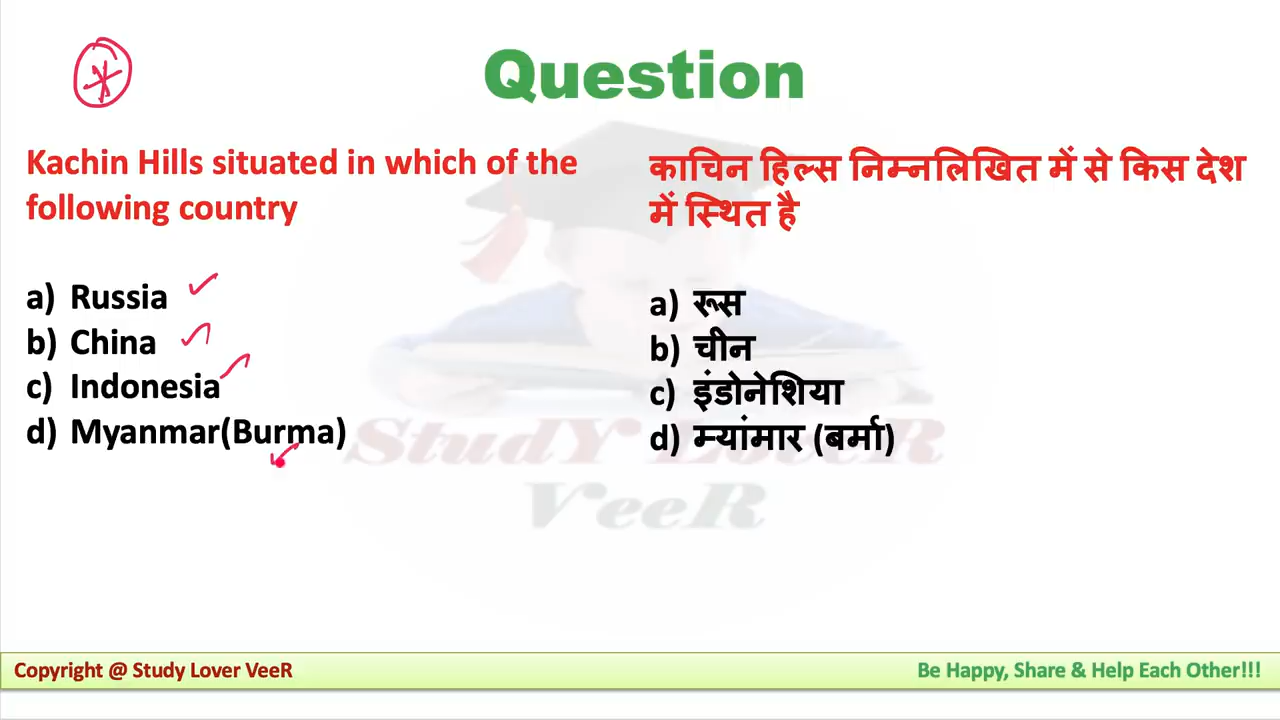 Question
Kachin Hills situated in which of the
following country
a) Russia
b) China
c) Indonesia
d) Myanmar(Burma)
काचिन हिल्स निम्नलिखित में से किस देश
में स्थित है
a) रूस
b) चीन
c) इंडोनेशिया
d) म्यांमार (बर्मा)
StudY LoveR
VeeR
Copyright @ Study Lover VeeR
Be Happy, Share & Help Each Other!!!